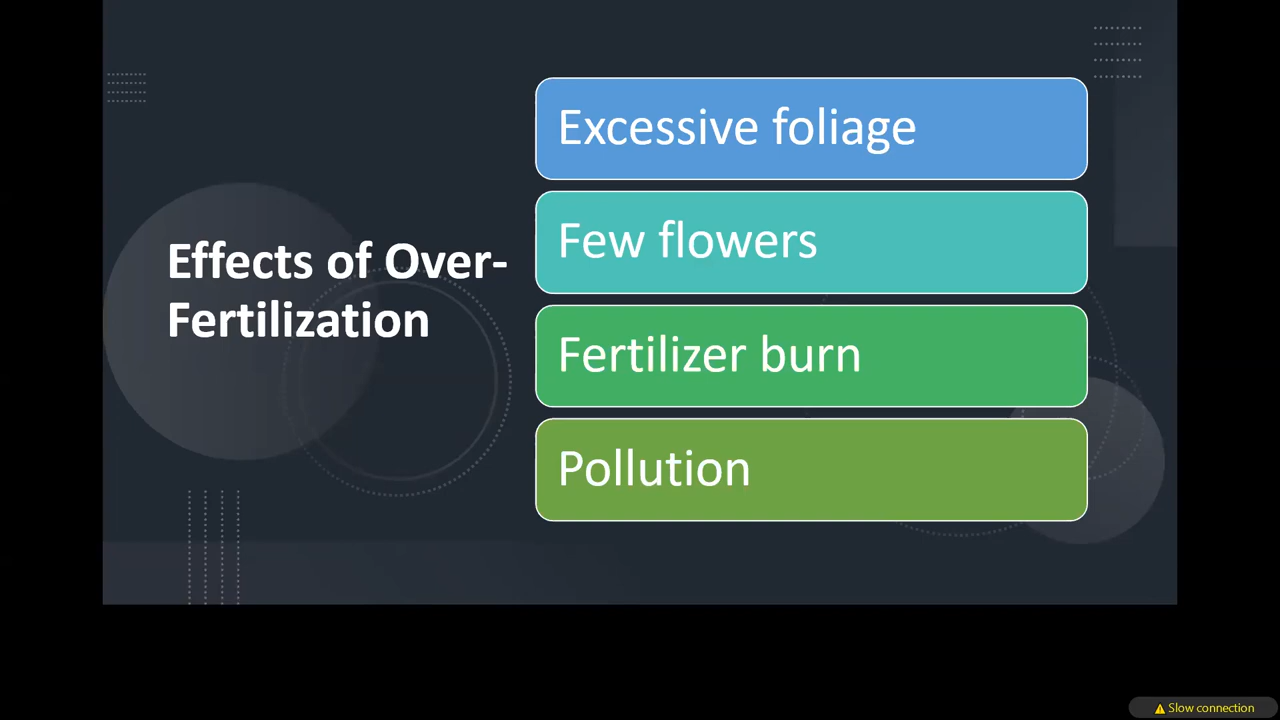 Effects of Over-
Fertilization
Excessive foliage
Few flowers
Fertilizer burn
Pollution
Slow connection